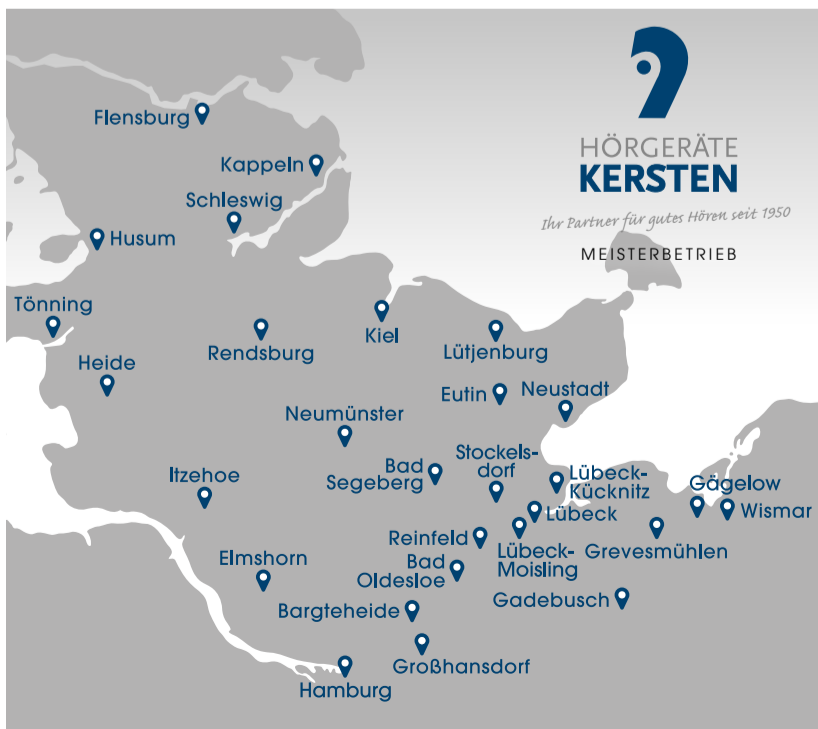 HÖRGERÄTE
KERSTEN
Ihr Partner für gutes Hören seit 1950
MEISTERBETRIEB
Flensburg
Kappeln
Schleswig
Husum
Tönning
Rendsburg
Kiel
Lütjenburg
Heide
Eutin
Neustadt
Neumünster
Stockels-
dorf
Bad
Segeberg
Lübeck-
Kücknitz
Itzehoe
Gägelow
Wismar
Lübeck
Reinfeld
Lübeck-
Moisling
Grevesmühlen
Elmshorn
Bad
Oldesloe
Gadebusch
Bargteheide
Großhansdorf
Hamburg